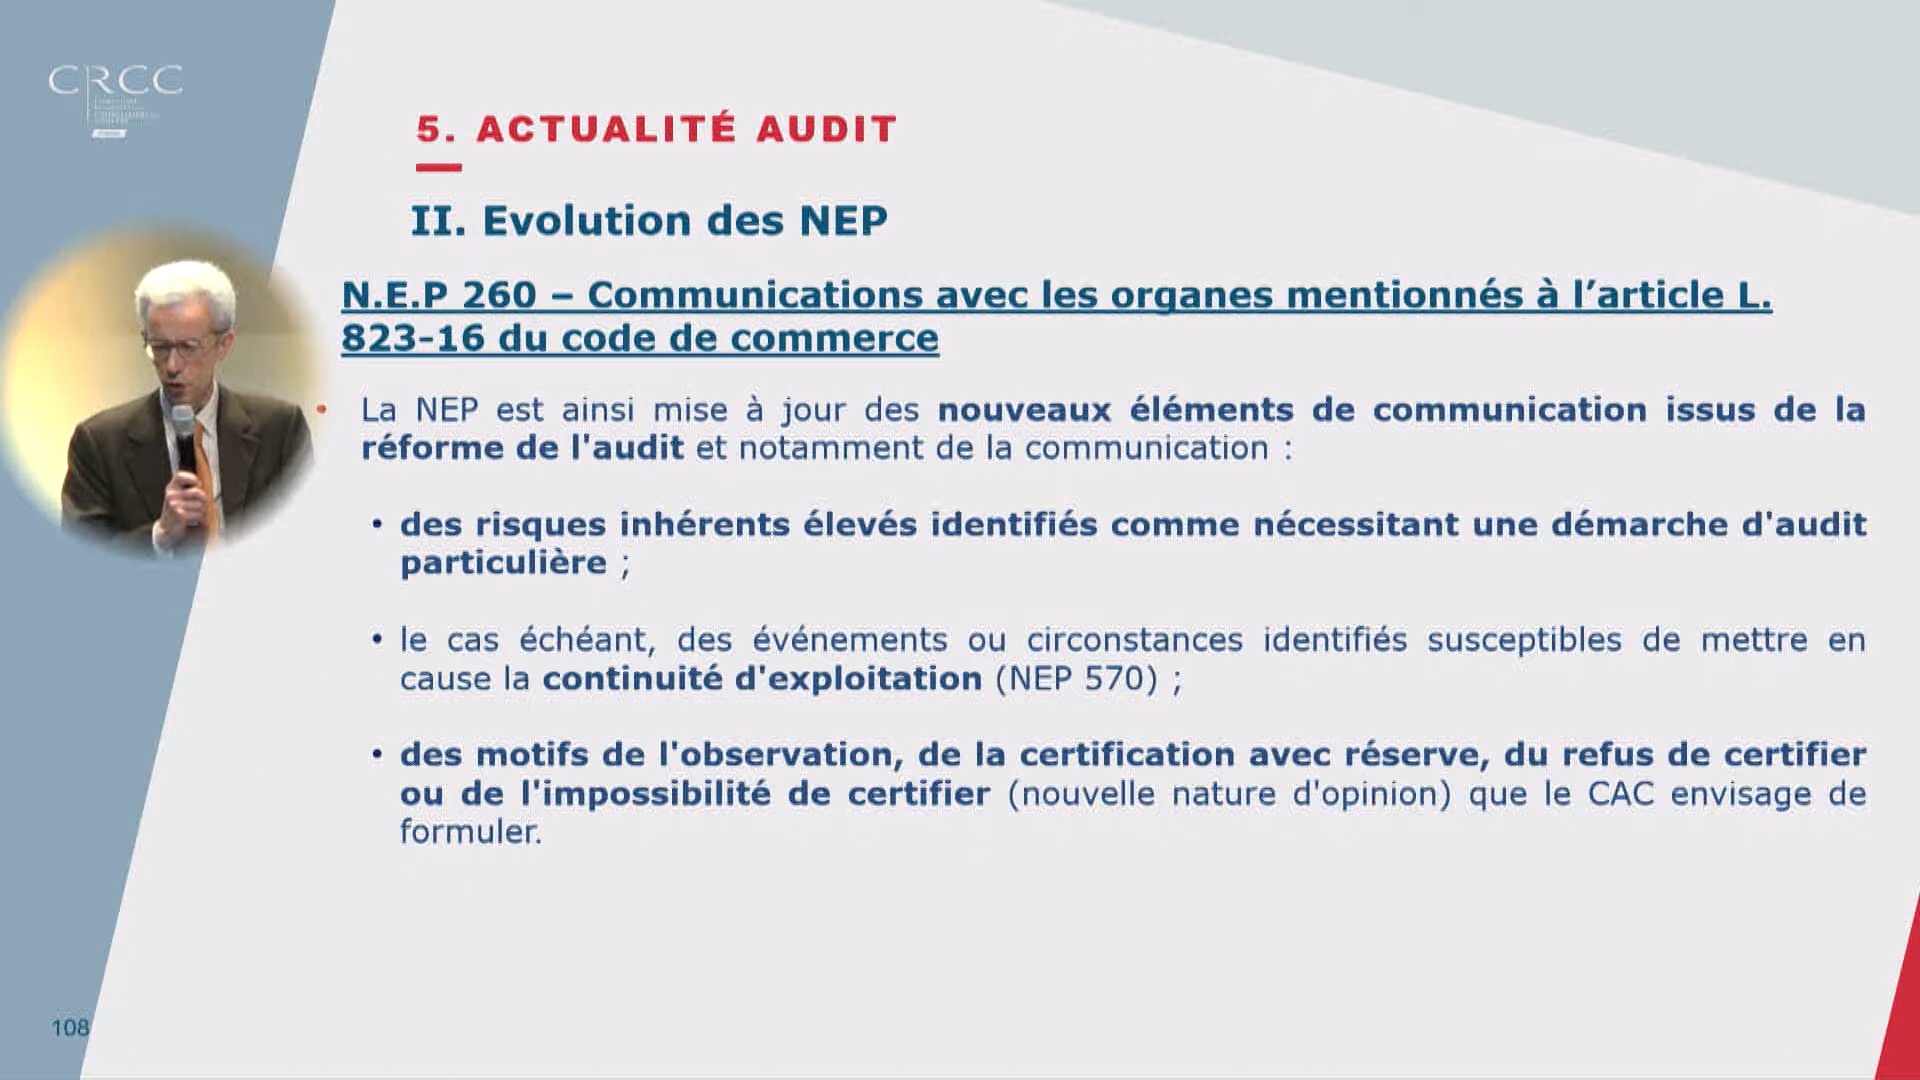 CRCC
5. ACTUALITÉ AUDIT
II. Evolution des NEP
N.E.P 260 – Communications avec les organes mentionnés à l’article L.
823-16 du code de commerce
• La NEP est ainsi mise à jour des nouveaux éléments de communication issus de la
réforme de l'audit et notamment de la communication :
• des risques inhérents élevés identifiés comme nécessitant une démarche d'audit
particulière ;
• le cas échéant, des événements ou circonstances identifiés susceptibles de mettre en
cause la continuité d'exploitation (NEP 570) ;
• des motifs de l'observation, de la certification avec réserve, du refus de certifier
ou de l'impossibilité de certifier (nouvelle nature d'opinion) que le CAC envisage de
formuler.
108